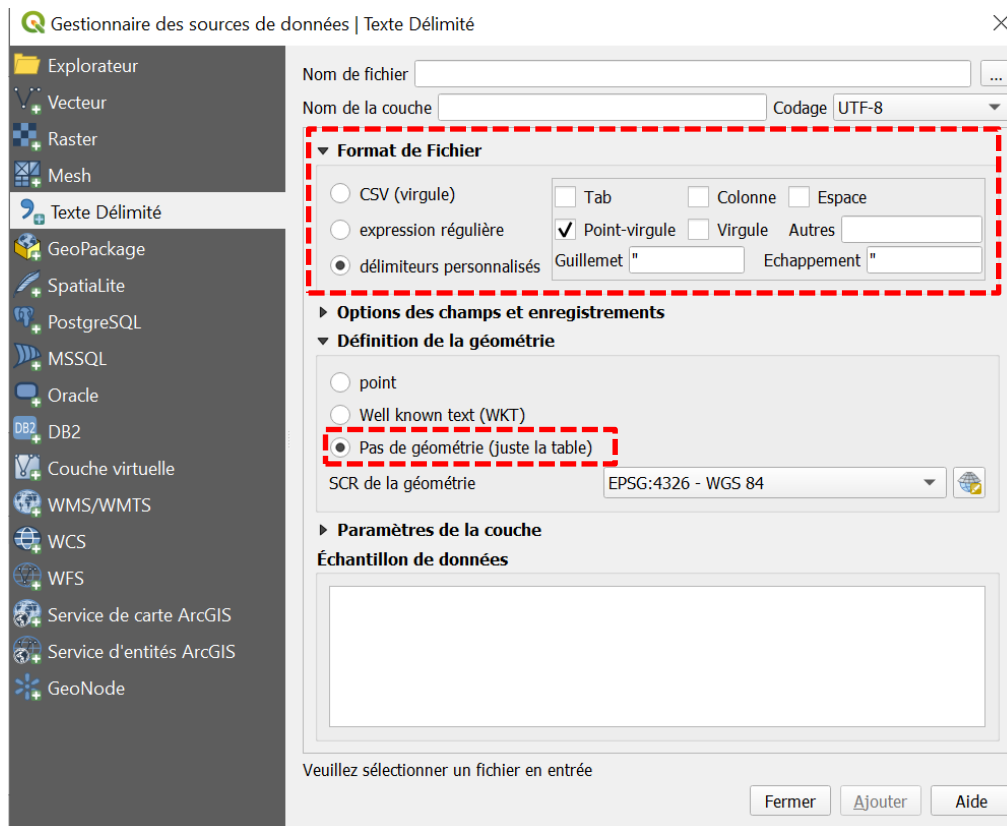 Gestionnaire des sources de données | Texte Délimité
Explorateur
Vecteur
Raster
Mesh
Texte Délimité
GeoPackage
SpatiaLite
PostgreSQL
MSSQL
Oracle
DB2 DB2
Couche virtuelle
WMS/WMTS
WCS
WFS
Service de carte ArcGIS
Service d'entités ArcGIS
GeoNode
Nom de fichier ...
Nom de la couche Codage UTF-8
Format de Fichier
CSV (virgule) Tab Colonne Espace
expression régulière Point-virgule Virgule Autres
délimiteurs personnalisés Guillemet " Echappement "
Options des champs et enregistrements
Définition de la géométrie
point
Well known text (WKT)
Pas de géométrie (juste la table)
SCR de la géométrie EPSG:4326 - WGS 84
Paramètres de la couche
Échantillon de données
Veuillez sélectionner un fichier en entrée
Fermer Ajouter Aide